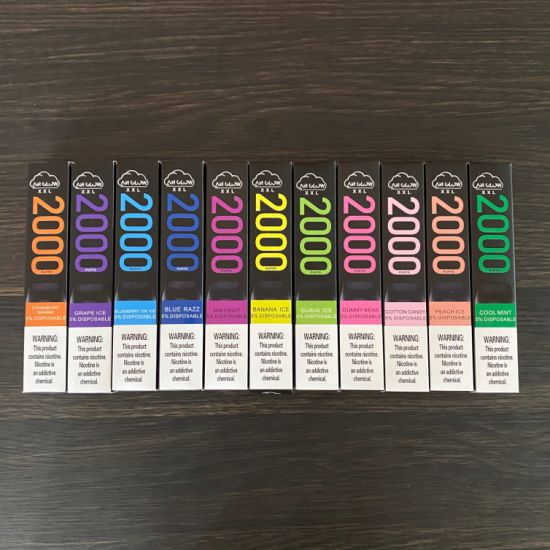 AIR GLOW
XXL
2000
PUFFS
STRAWBERRY
BANANA
5% DISPOSABLE
WARNING:
This product
contains nicotine.
Nicotine is
an addictive
chemical.
AIR GLOW
XXL
2000
PUFFS
GRAPE ICE
5% DISPOSABLE
WARNING:
This product
contains nicotine.
Nicotine is
an addictive
chemical.
AIR GLOW
XXL
2000
PUFFS
BLUEBERRY ON ICE
5% DISPOSABLE
WARNING:
This product
contains nicotine.
Nicotine is
an addictive
chemical.
AIR GLOW
XXL
2000
PUFFS
BLUE RAZZ
5% DISPOSABLE
WARNING:
This product
contains nicotine.
Nicotine is
an addictive
chemical.
AIR GLOW
XXL
2000
PUFFS
MIX FRUIT
5% DISPOSABLE
WARNING:
This product
contains nicotine.
Nicotine is
an addictive
chemical.
AIR GLOW
XXL
2000
PUFFS
BANANA ICE
5% DISPOSABLE
WARNING:
This product
contains nicotine.
Nicotine is
an addictive
chemical.
AIR GLOW
XXL
2000
PUFFS
GUAVA ICE
5% DISPOSABLE
WARNING:
This product
contains nicotine.
Nicotine is
an addictive
chemical.
AIR GLOW
XXL
2000
PUFFS
GUMMY BEAR
5% DISPOSABLE
WARNING:
This product
contains nicotine.
Nicotine is
an addictive
chemical.
AIR GLOW
XXL
2000
PUFFS
COTTON CANDY
5% DISPOSABLE
WARNING:
This product
contains nicotine.
Nicotine is
an addictive
chemical.
AIR GLOW
XXL
2000
PUFFS
PEACH ICE
5% DISPOSABLE
WARNING:
This product
contains nicotine.
Nicotine is
an addictive
chemical.
AIR GLOW
XXL
2000
PUFFS
COOL MINT
5% DISPOSABLE
WARNING:
This product
contains nicotine.
Nicotine is
an addictive
chemical.